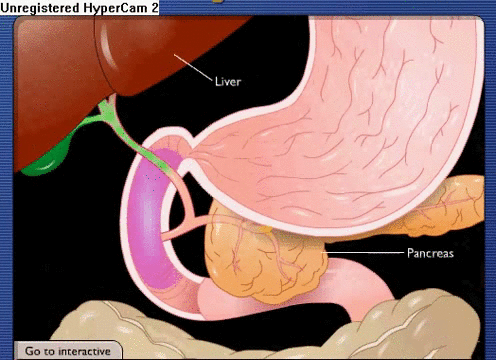 Unregistered HyperCam 2
Liver
Pancreas
Go to interactive